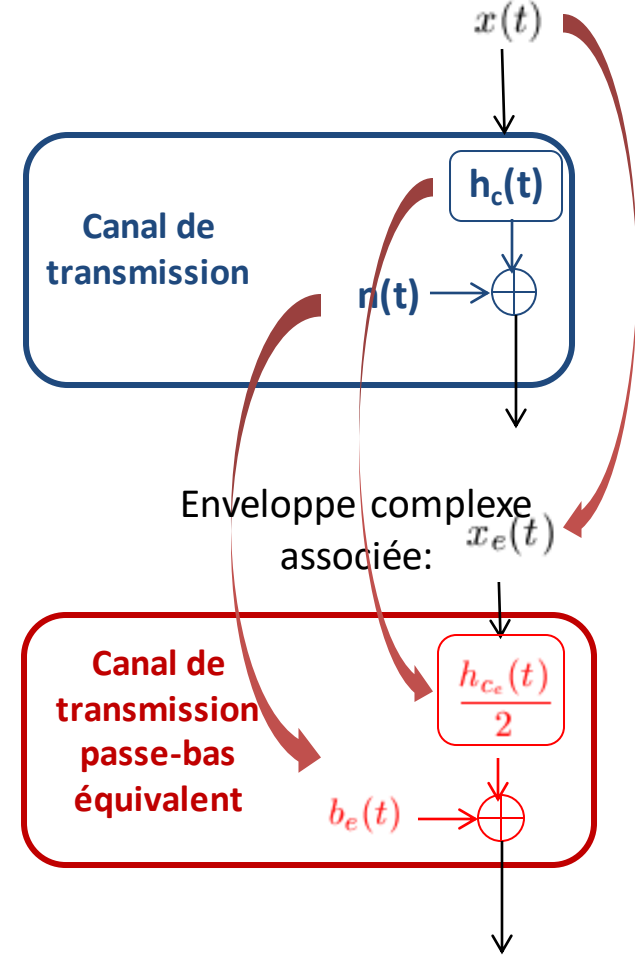 x(t)
h_c(t)
Canal de
transmission
n(t)
Enveloppe complexe
associée: x_e(t)
Canal de
transmission
passe-bas
équivalent
h_{c_e}(t)
2
b_e(t)